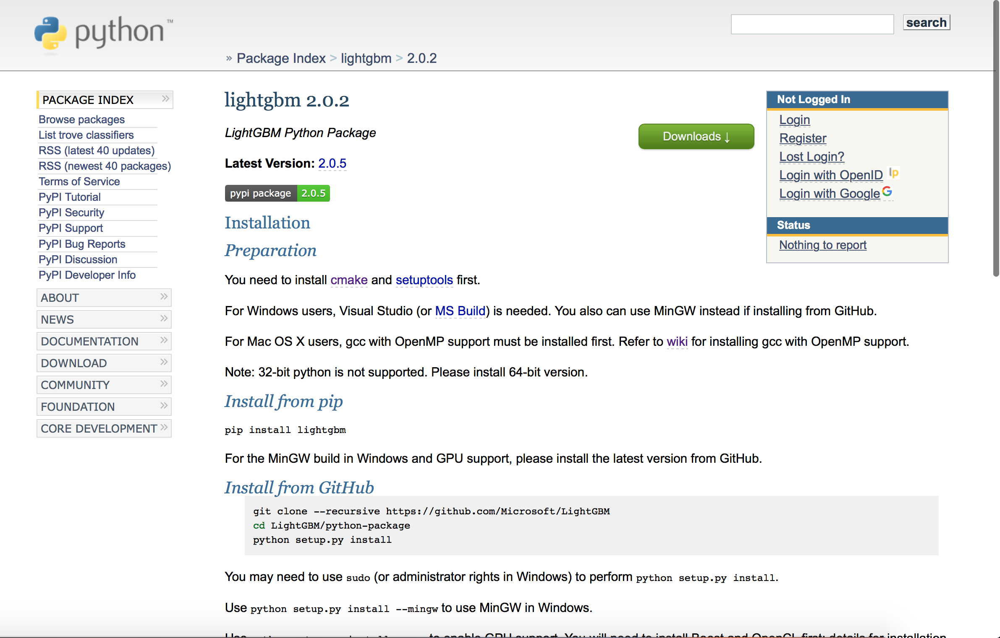 python™
search
» Package Index > lightgbm > 2.0.2
PACKAGE INDEX »
Browse packages
List trove classifiers
RSS (latest 40 updates)
RSS (newest 40 packages)
Terms of Service
PyPI Tutorial
PyPI Security
PyPI Support
PyPI Bug Reports
PyPI Discussion
PyPI Developer Info
ABOUT »
NEWS »
DOCUMENTATION »
DOWNLOAD »
COMMUNITY »
FOUNDATION »
CORE DEVELOPMENT »
lightgbm 2.0.2
LightGBM Python Package
Downloads ↓
Latest Version: 2.0.5
pypi package 2.0.5
Installation
Preparation
You need to install cmake and setuptools first.
For Windows users, Visual Studio (or MS Build) is needed. You also can use MinGW instead if installing from GitHub.
For Mac OS X users, gcc with OpenMP support must be installed first. Refer to wiki for installing gcc with OpenMP support.
Note: 32-bit python is not supported. Please install 64-bit version.
Install from pip
pip install lightgbm
For the MinGW build in Windows and GPU support, please install the latest version from GitHub.
Install from GitHub
git clone --recursive https://github.com/Microsoft/LightGBM
cd LightGBM/python-package
python setup.py install
You may need to use sudo (or administrator rights in Windows) to perform python setup.py install.
Use python setup.py install --mingw to use MinGW in Windows.
Use to enable GPU support. You will need to install Boost and OpenCL first: details for installation
Not Logged In
Login
Register
Lost Login?
Login with OpenID lp
Login with Google G
Status
Nothing to report